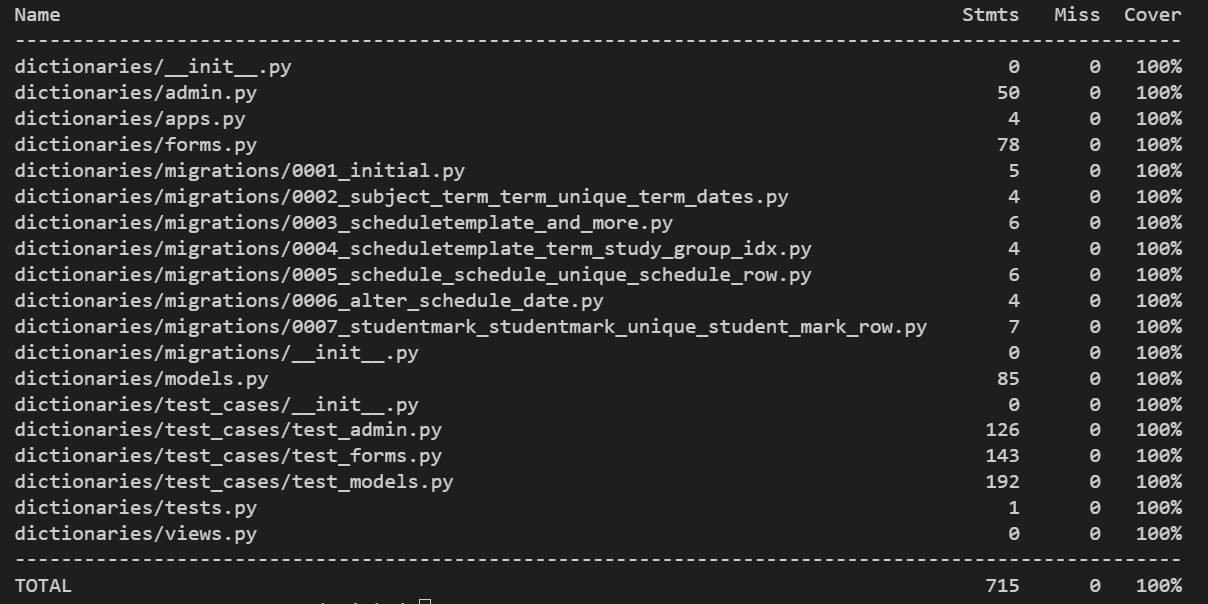 Name Stmts Miss Cover
---------------------------------------------------------------------------------------------------
dictionaries/__init__.py 0 0 100%
dictionaries/admin.py 50 0 100%
dictionaries/apps.py 4 0 100%
dictionaries/forms.py 78 0 100%
dictionaries/migrations/0001_initial.py 5 0 100%
dictionaries/migrations/0002_subject_term_term_unique_term_dates.py 4 0 100%
dictionaries/migrations/0003_scheduletemplate_and_more.py 6 0 100%
dictionaries/migrations/0004_scheduletemplate_term_study_group_idx.py 4 0 100%
dictionaries/migrations/0005_schedule_schedule_unique_schedule_row.py 6 0 100%
dictionaries/migrations/0006_alter_schedule_date.py 4 0 100%
dictionaries/migrations/0007_studentmark_studentmark_unique_student_mark_row.py 7 0 100%
dictionaries/migrations/__init__.py 0 0 100%
dictionaries/models.py 85 0 100%
dictionaries/test_cases/__init__.py 0 0 100%
dictionaries/test_cases/test_admin.py 126 0 100%
dictionaries/test_cases/test_forms.py 143 0 100%
dictionaries/test_cases/test_models.py 192 0 100%
dictionaries/tests.py 1 0 100%
dictionaries/views.py 0 0 100%
---------------------------------------------------------------------------------------------------
TOTAL 715 0 100%